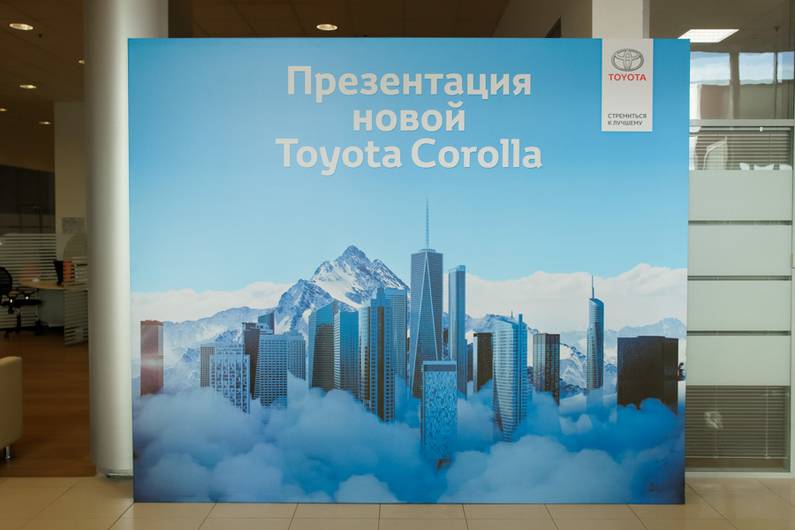 Презентация
новой
Toyota Corolla
TOYOTA
СТРЕМИТЬСЯ
К ЛУЧШЕМУ